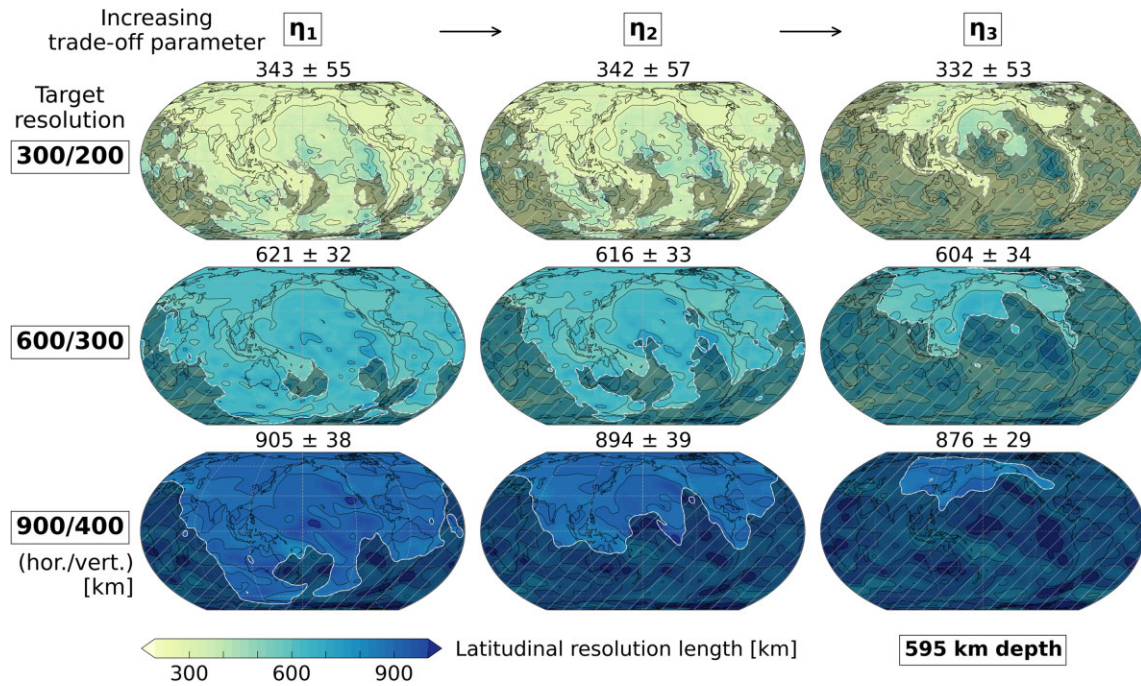 Increasing
trade-off parameter
η1
η2
η3
343 ± 55
342 ± 57
332 ± 53
Target
resolution
300/200
621 ± 32
616 ± 33
604 ± 34
600/300
905 ± 38
894 ± 39
876 ± 29
900/400
(hor./vert.)
[km]
300
600
900
Latitudinal resolution length [km]
595 km depth